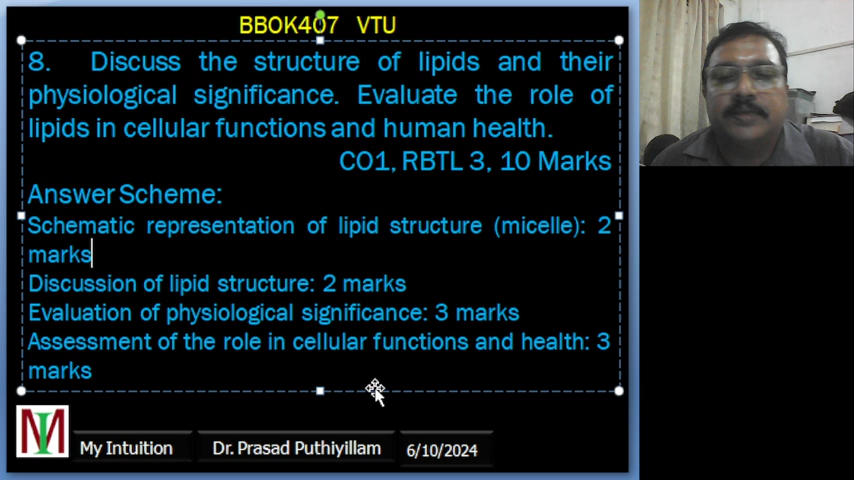 BBOK407 VTU
8. Discuss the structure of lipids and their
physiological significance. Evaluate the role of
lipids in cellular functions and human health.
CO1, RBTL 3, 10 Marks
Answer Scheme:
Schematic representation of lipid structure (micelle): 2
marks
Discussion of lipid structure: 2 marks
Evaluation of physiological significance: 3 marks
Assessment of the role in cellular functions and health: 3
marks
MI
My Intuition
Dr. Prasad Puthiyillam
6/10/2024